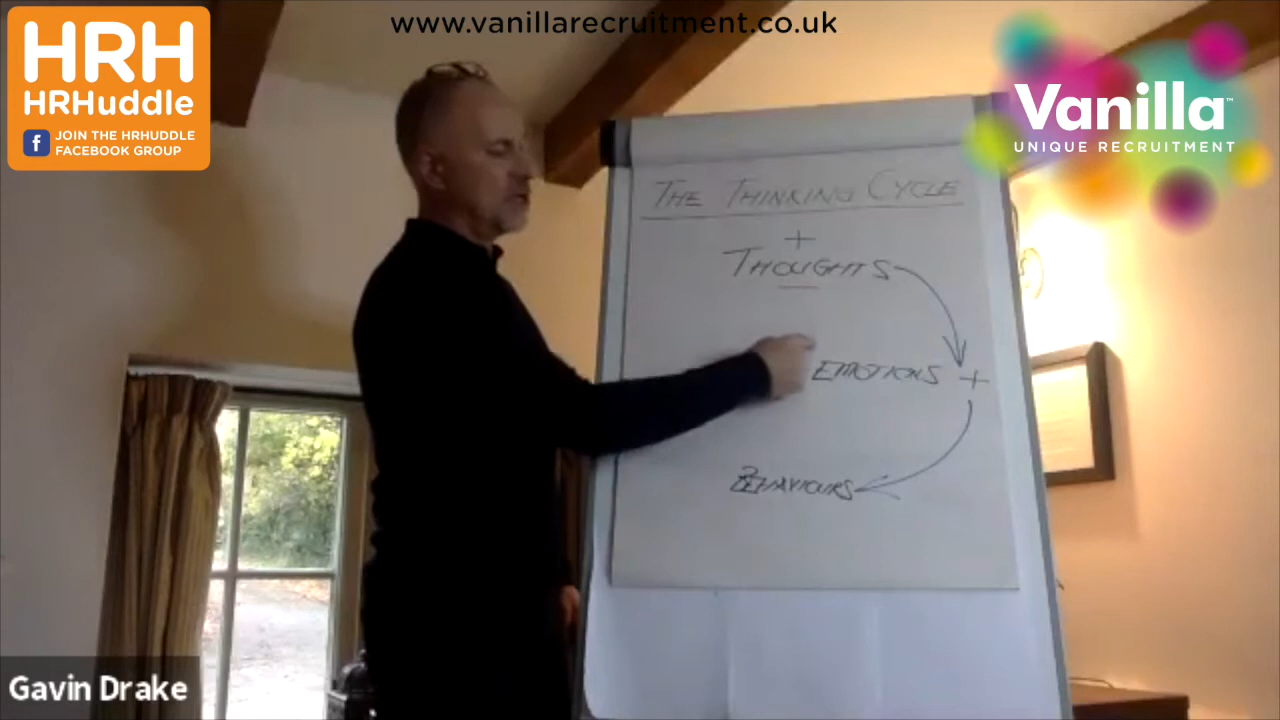 www.vanillarecruitment.co.uk
HRH
HRHuddle
f JOIN THE HRHUDDLE
FACEBOOK GROUP
Vanilla™
UNIQUE RECRUITMENT
THE THINKING CYCLE
+
THOUGHTS
EMOTIONS +
BEHAVIOURS
Gavin Drake